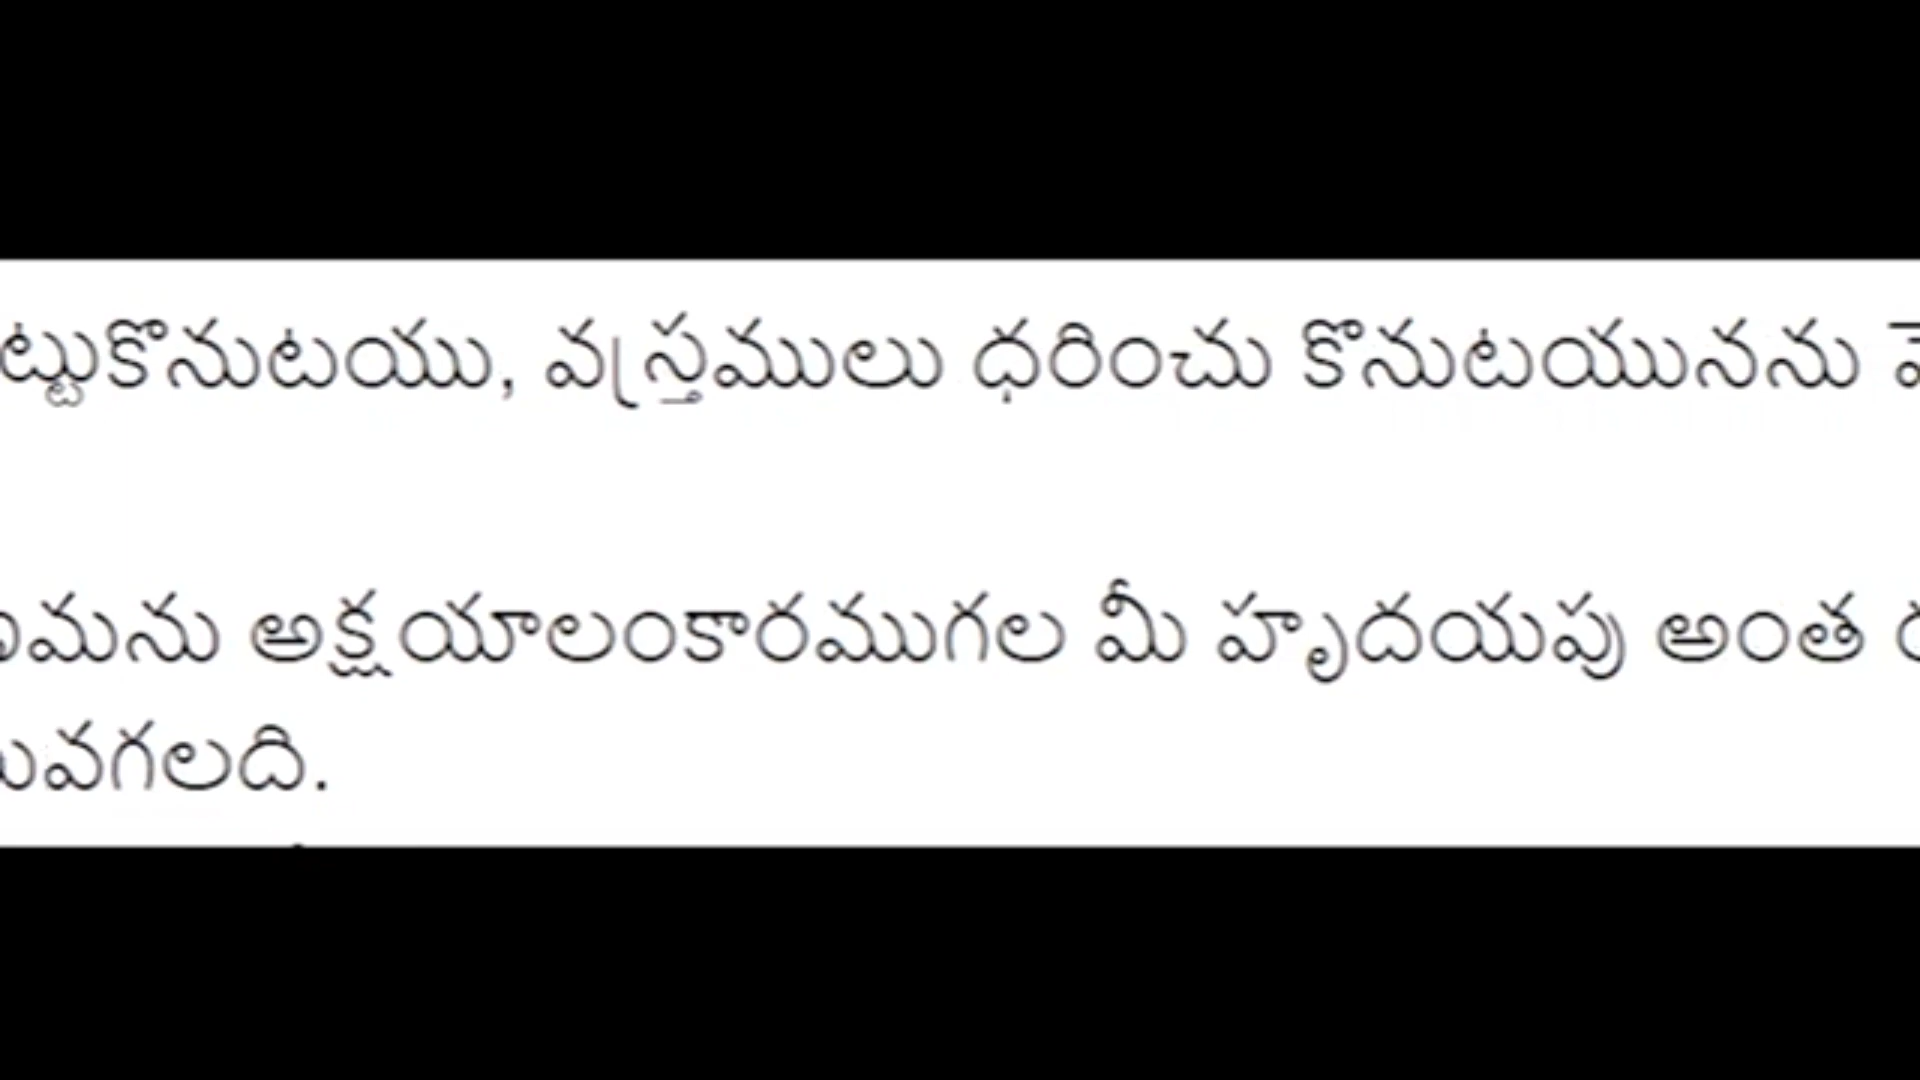 ట్టుకొనుటయు, వస్త్రములు ధరించు కొనుటయునను
మను అక్షయాలంకారముగల మీ హృదయపు అంత
వగలది.